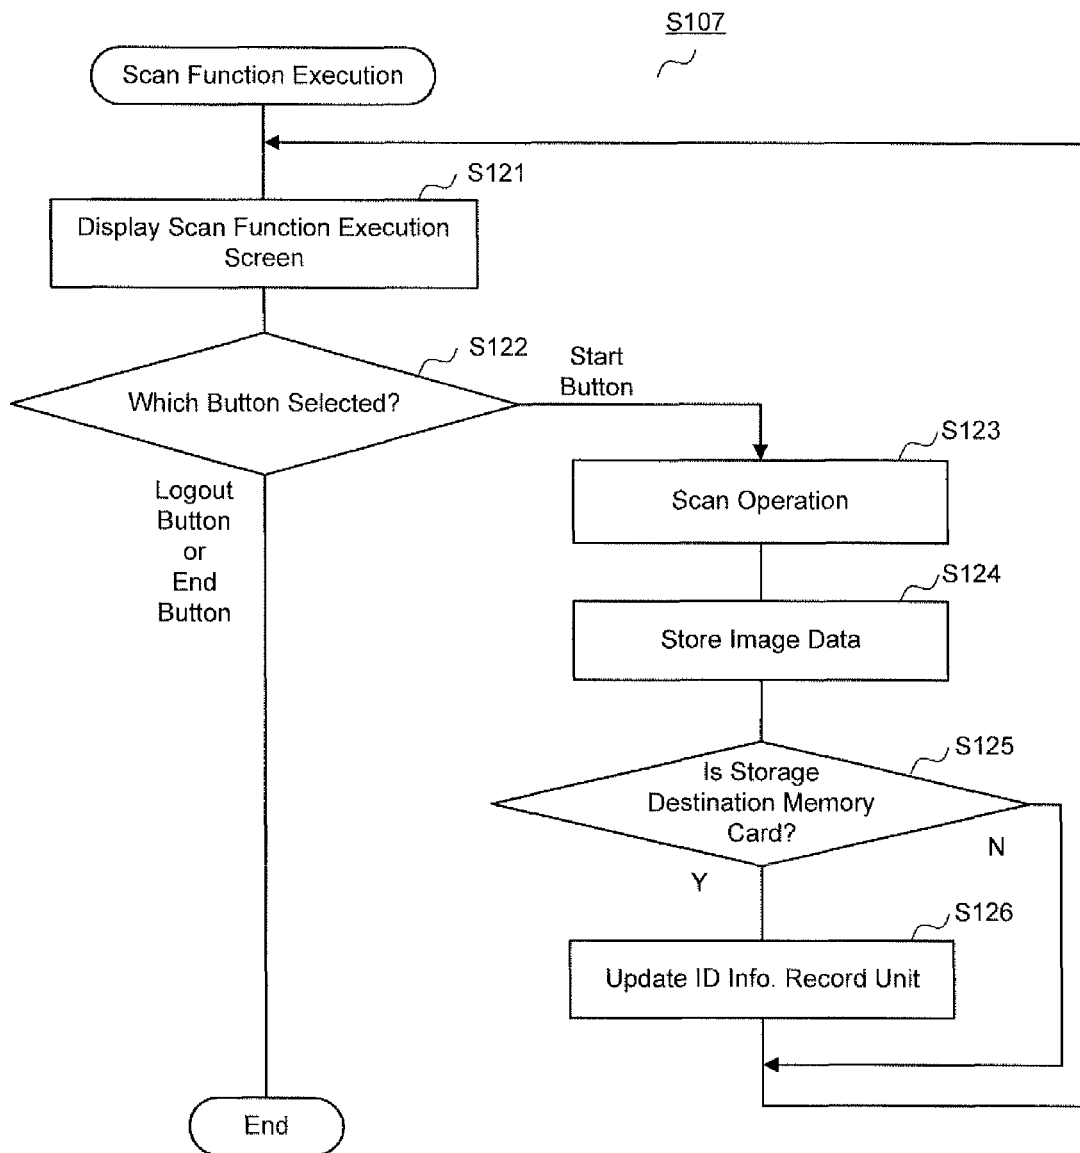 S107
Scan Function Execution
S121
Display Scan Function Execution
Screen
S122
Which Button Selected?
Start
Button
Logout
Button
or
End
Button
S123
Scan Operation
S124
Store Image Data
S125
Is Storage
Destination Memory
Card?
N
Y
S126
Update ID Info. Record Unit
End